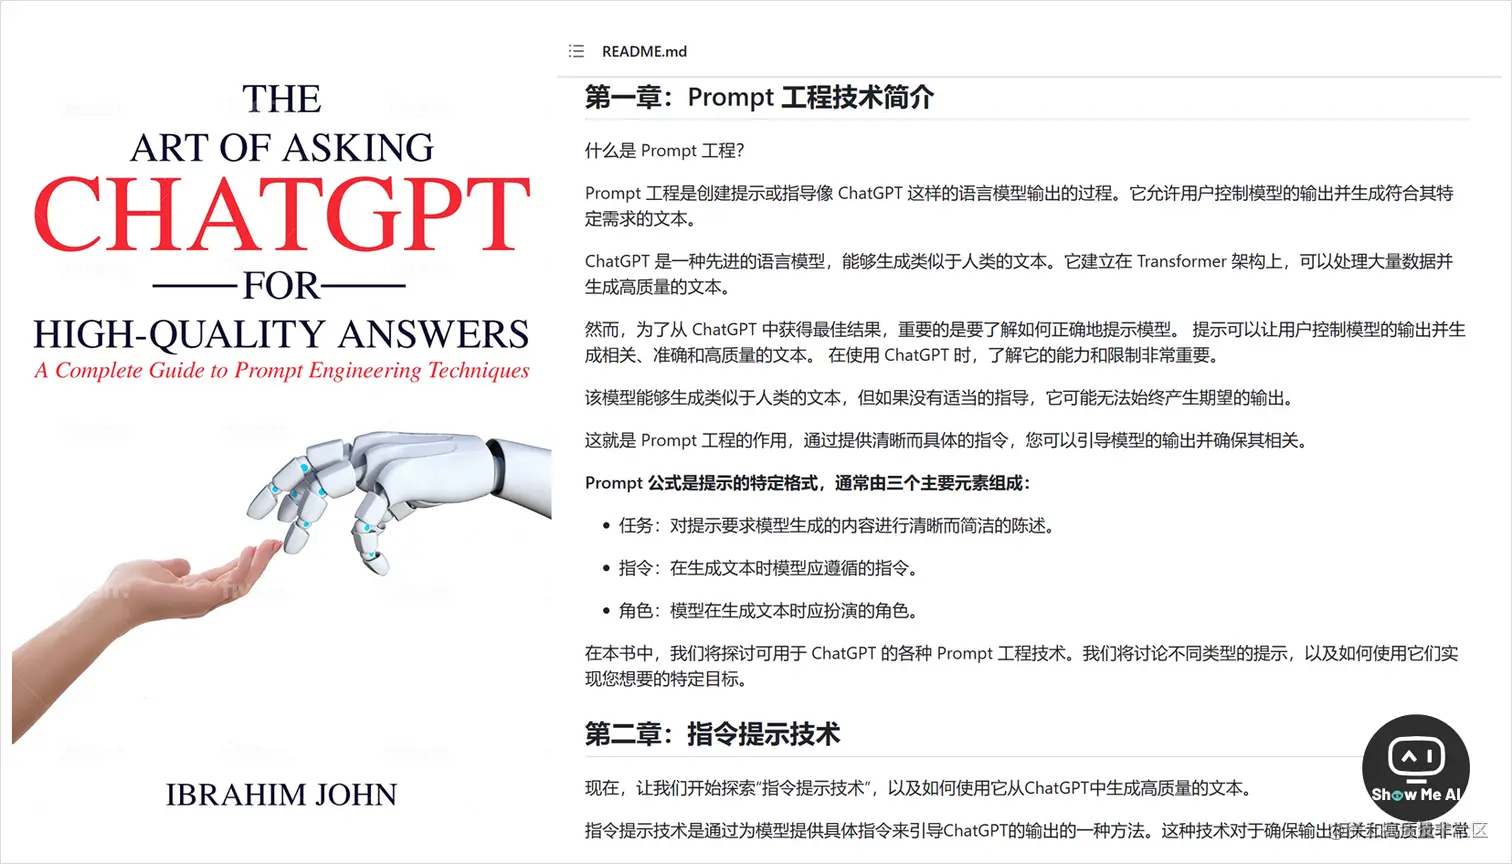 THE
ART OF ASKING
CHATGPT
FOR
HIGH-QUALITY ANSWERS
A Complete Guide to Prompt Engineering Techniques
IBRAHIM JOHN
README.md
第一章：Prompt 工程技术简介
什么是 Prompt 工程？
Prompt 工程是创建提示或指导像 ChatGPT 这样的语言模型输出的过程。它允许用户控制模型的输出并生成符合其特
定需求的文本。
ChatGPT 是一种先进的语言模型，能够生成类似于人类的文本。它建立在 Transformer 架构上，可以处理大量数据并
生成高质量的文本。
然而，为了从 ChatGPT 中获得最佳结果，重要的是要了解如何正确地提示模型。 提示可以让用户控制模型的输出并生
成相关、准确和高质量的文本。 在使用 ChatGPT 时，了解它的能力和限制非常重要。
该模型能够生成类似于人类的文本，但如果没有适当的指导，它可能无法始终产生期望的输出。
这就是 Prompt 工程的作用，通过提供清晰而具体的指令，您可以引导模型的输出并确保其相关。
Prompt 公式是提示的特定格式，通常由三个主要元素组成：
• 任务：对提示要求模型生成的内容进行清晰而简洁的陈述。
• 指令：在生成文本时模型应遵循的指令。
• 角色：模型在生成文本时应扮演的角色。
在本书中，我们将探讨可用于 ChatGPT 的各种 Prompt 工程技术。我们将讨论不同类型的提示，以及如何使用它们实
现您想要的特定目标。
第二章：指令提示技术
现在，让我们开始探索“指令提示技术”，以及如何使用它从ChatGPT中生成高质量的文本。
指令提示技术是通过为模型提供具体指令来引导ChatGPT的输出的一种方法。这种技术对于确保输出相关和高质量非常
Show Me AI